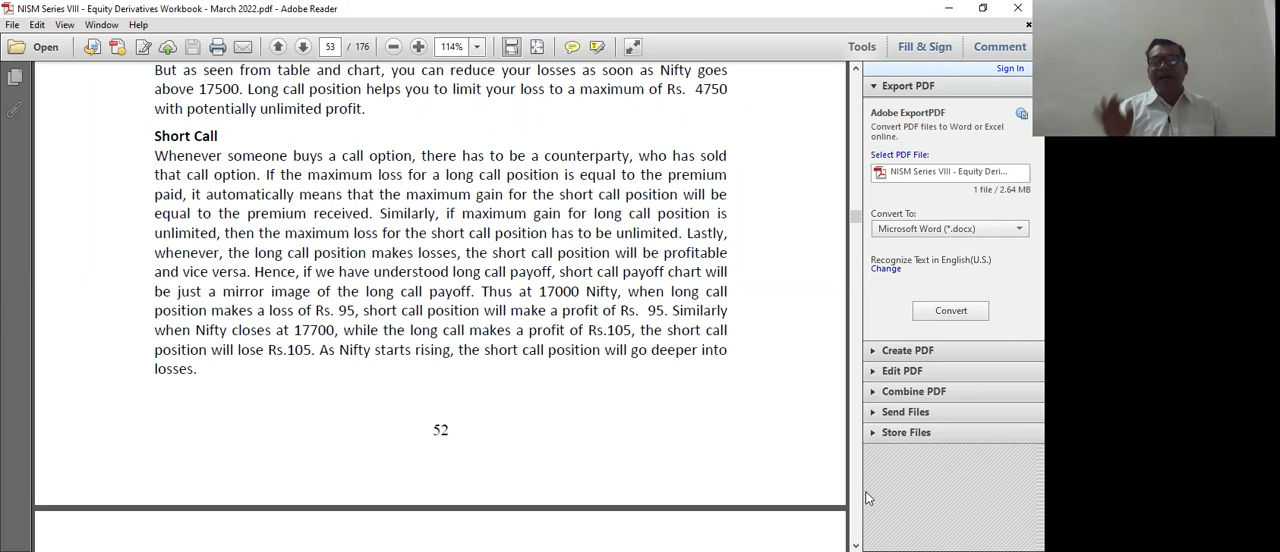 NISM Series VIII - Equity Derivatives Workbook - March 2022.pdf - Adobe Reader
File Edit View Window Help
Open 53 / 176 114% Tools Fill & Sign Comment
Sign In
But as seen from table and chart, you can reduce your losses as soon as Nifty goes
above 17500. Long call position helps you to limit your loss to a maximum of Rs. 4750
with potentially unlimited profit.
Short Call
Whenever someone buys a call option, there has to be a counterparty, who has sold
that call option. If the maximum loss for a long call position is equal to the premium
paid, it automatically means that the maximum gain for the short call position will be
equal to the premium received. Similarly, if maximum gain for long call position is
unlimited, then the maximum loss for the short call position has to be unlimited. Lastly,
whenever, the long call position makes losses, the short call position will be profitable
and vice versa. Hence, if we have understood long call payoff, short call payoff chart will
be just a mirror image of the long call payoff. Thus at 17000 Nifty, when long call
position makes a loss of Rs. 95, short call position will make a profit of Rs. 95. Similarly
when Nifty closes at 17700, while the long call makes a profit of Rs.105, the short call
position will lose Rs.105. As Nifty starts rising, the short call position will go deeper into
losses.
52
Export PDF
Adobe ExportPDF
Convert PDF files to Word or Excel
online.
Select PDF File:
NISM Series VIII - Equity Deri...
1 file / 2.64 MB
Convert To:
Microsoft Word (*.docx)
Recognize Text in English(U.S.)
Change
Convert
Create PDF
Edit PDF
Combine PDF
Send Files
Store Files